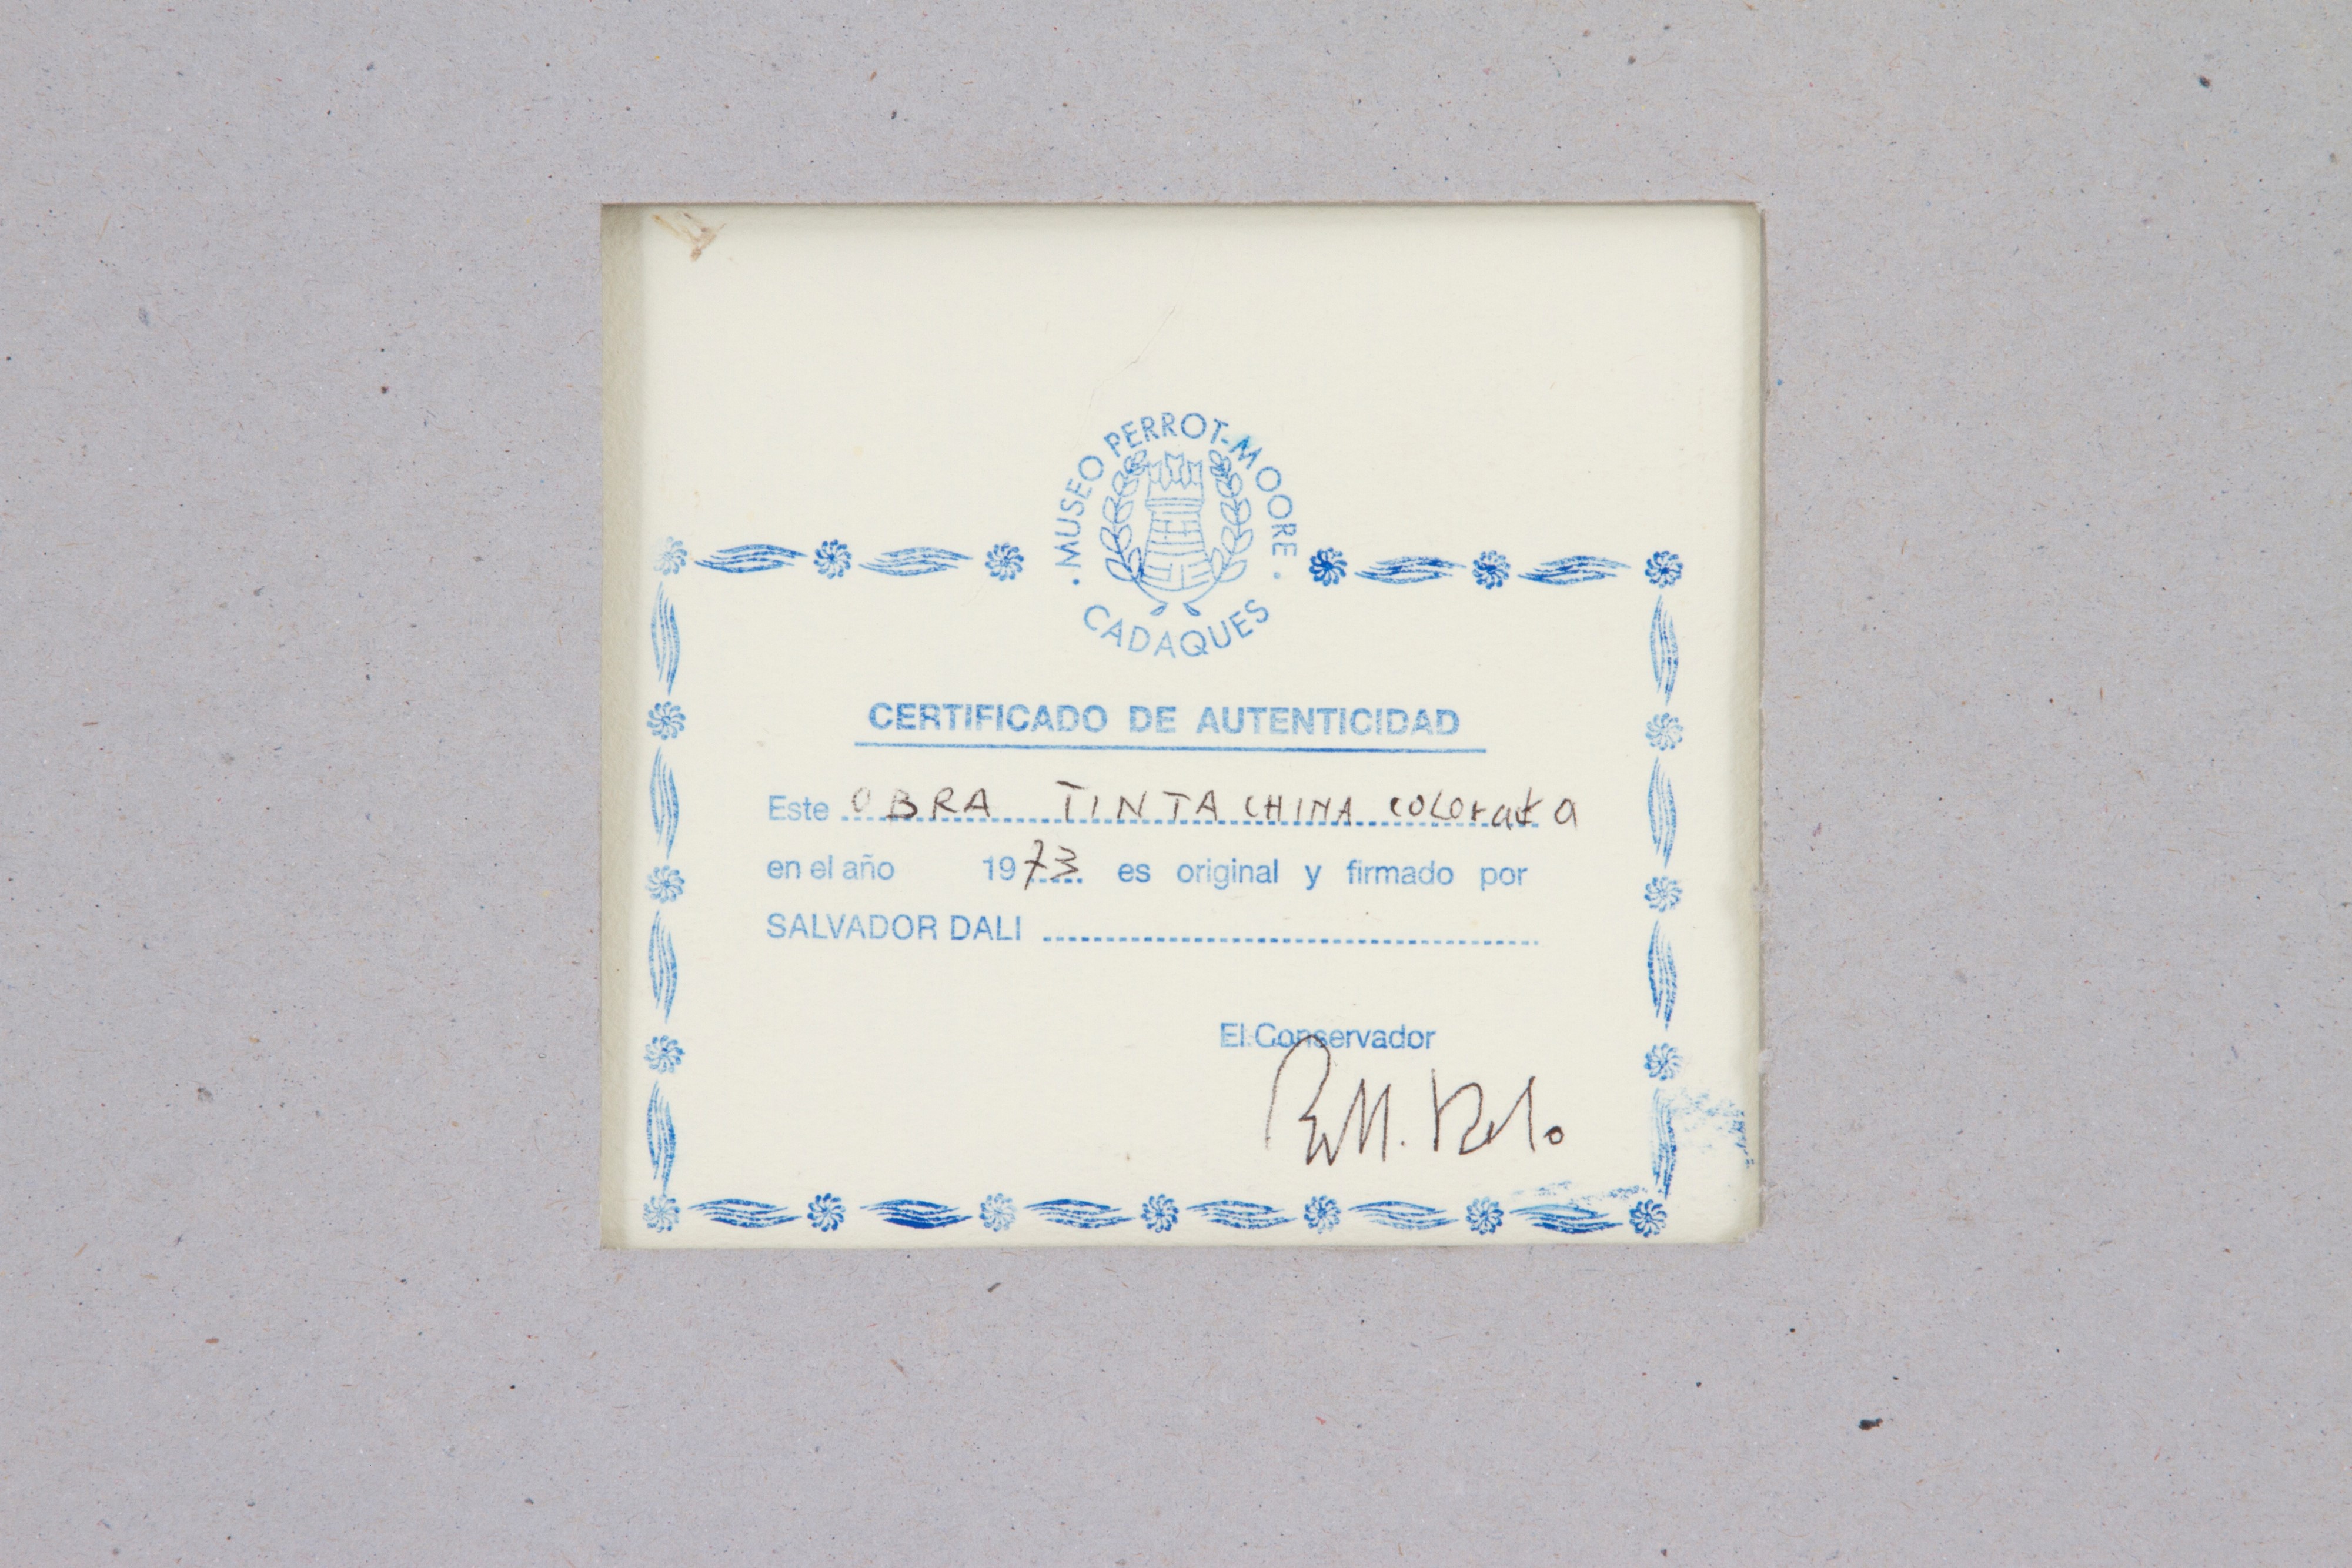 · MUSEO PERROT-MOORE ·
CADAQUES
CERTIFICADO DE AUTENTICIDAD
Este OBRA TINTA CHINA COLOrata
en el año 1973 es original y firmado por
SALVADOR DALI
El Conservador